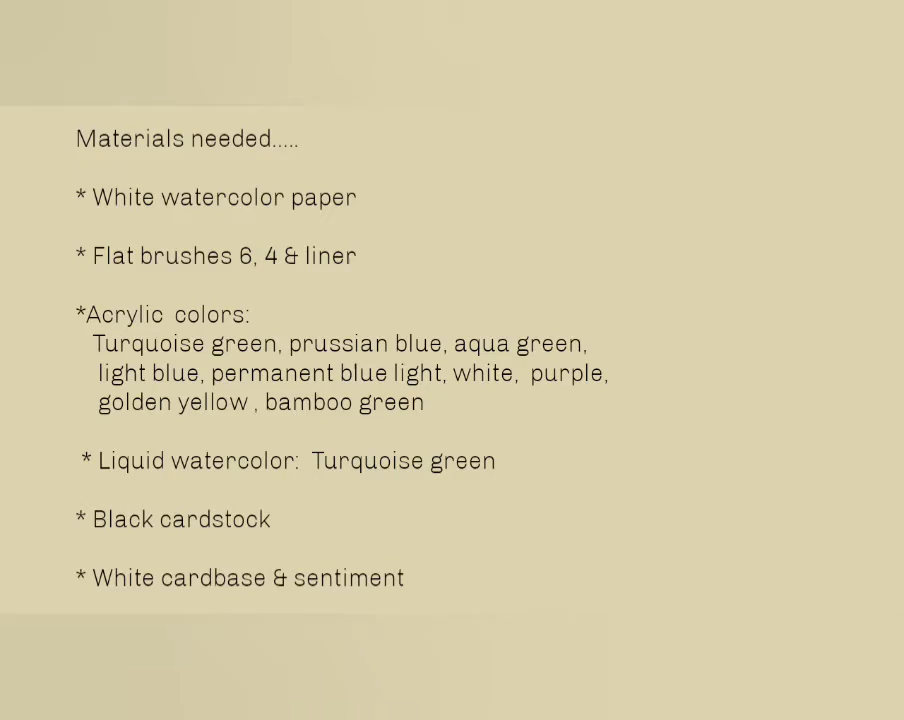 Materials needed.....
* White watercolor paper
* Flat brushes 6, 4 & liner
*Acrylic  colors:
Turquoise green, prussian blue, aqua green,
light blue, permanent blue light, white,  purple,
golden yellow , bamboo green
* Liquid watercolor:  Turquoise green
* Black cardstock
* White cardbase & sentiment